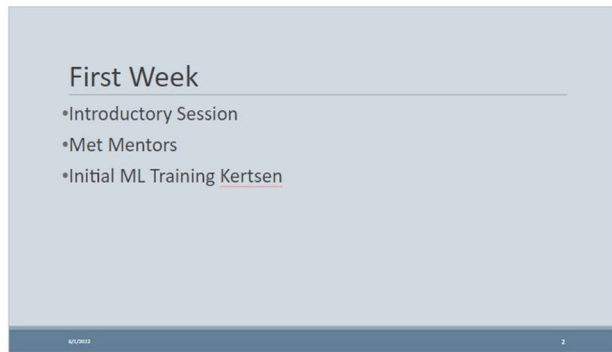 First Week
•Introductory Session
•Met Mentors
•Initial ML Training Kertsen
6/1/2022
2